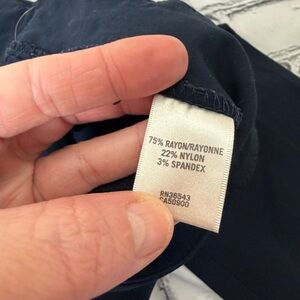 75% RAYON/RAYONNE
22% NYLON
3% SPANDEX
RN36543
CA50900